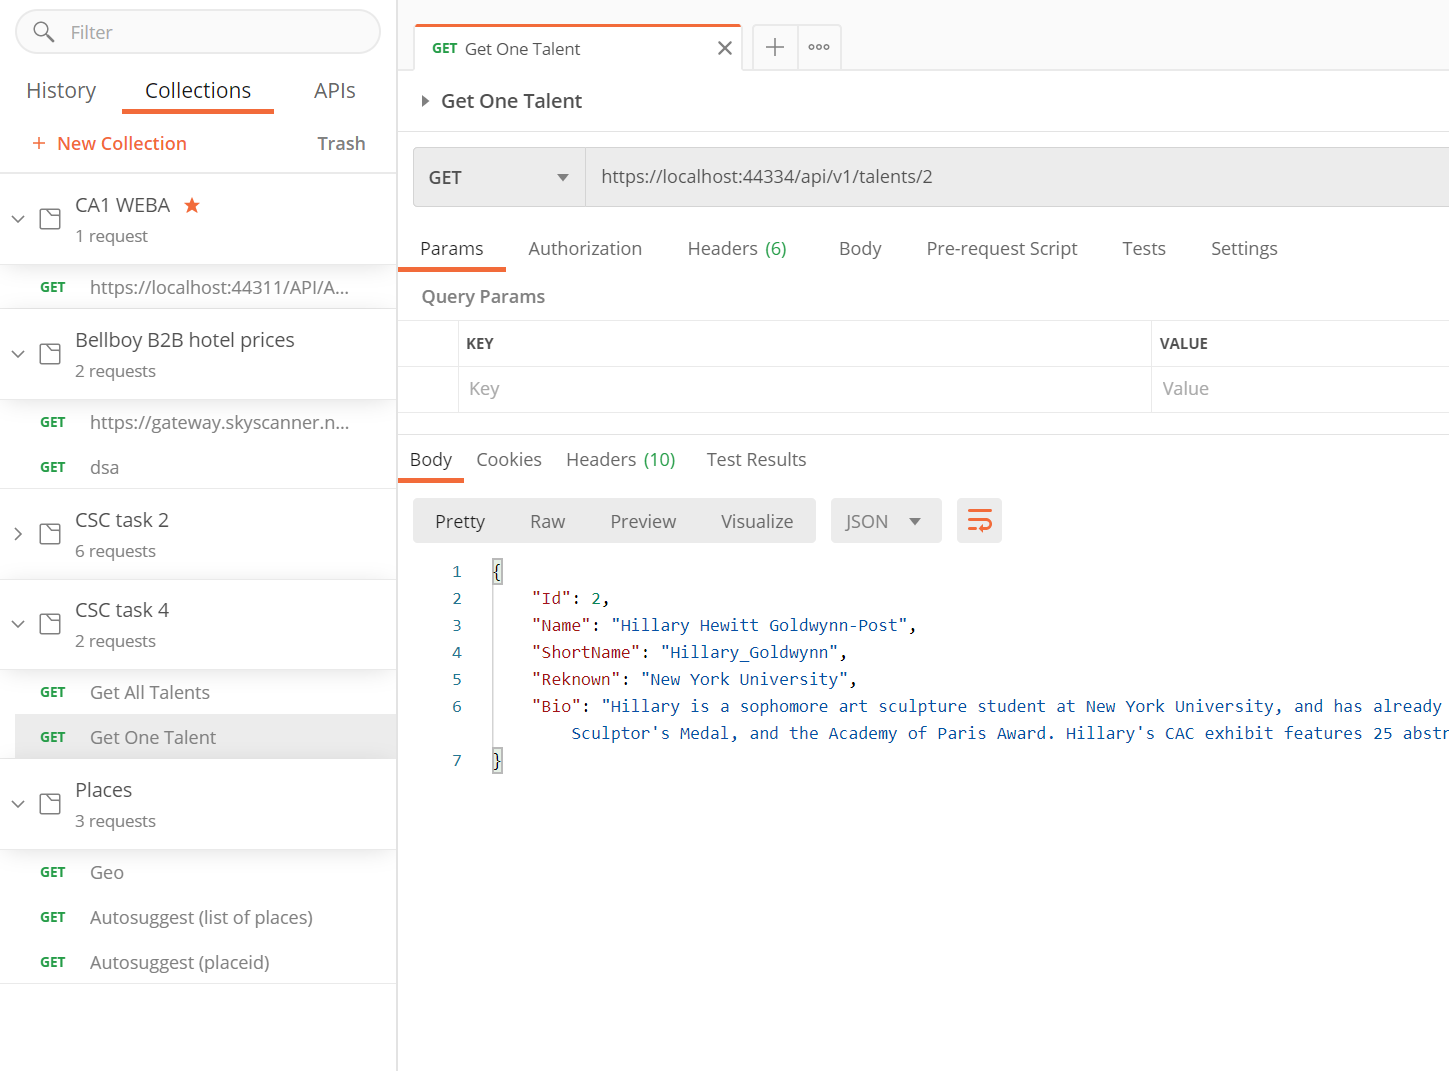 Filter
History
Collections
APIs
+ New Collection
Trash
CA1 WEBA
1 request
GET https://localhost:44311/API/A...
Bellboy B2B hotel prices
2 requests
GET https://gateway.skyscanner.n...
GET dsa
CSC task 2
6 requests
CSC task 4
2 requests
GET Get All Talents
GET Get One Talent
Places
3 requests
GET Geo
GET Autosuggest (list of places)
GET Autosuggest (placeid)
GET Get One Talent
Get One Talent
GET https://localhost:44334/api/v1/talents/2
Params Authorization Headers (6) Body Pre-request Script Tests Settings
Query Params
KEY VALUE
Key Value
Body Cookies Headers (10) Test Results
Pretty Raw Preview Visualize JSON
1 {
2 "Id": 2,
3 "Name": "Hillary Hewitt Goldwynn-Post",
4 "ShortName": "Hillary_Goldwynn",
5 "Reknown": "New York University",
6 "Bio": "Hillary is a sophomore art sculpture student at New York University, and has already
Sculptor's Medal, and the Academy of Paris Award. Hillary's CAC exhibit features 25 abstr
7 }